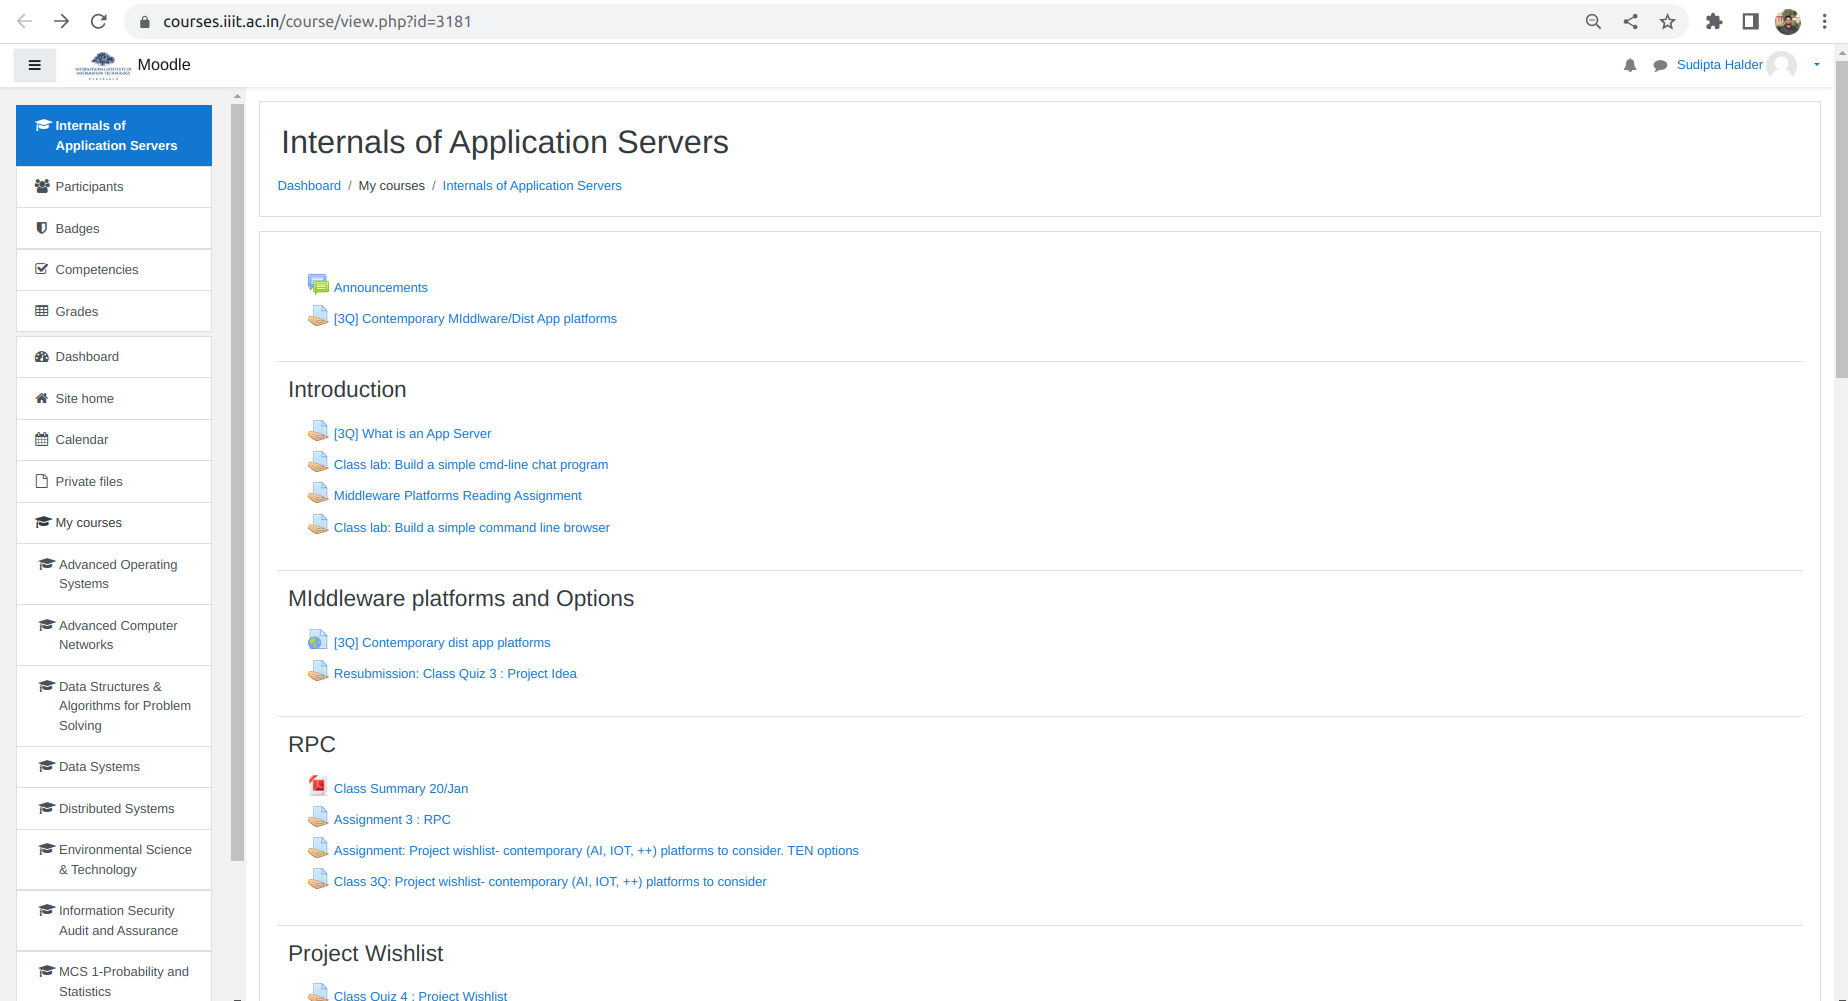 courses.iiit.ac.in/course/view.php?id=3181
INTERNATIONAL INSTITUTE OF
INFORMATION TECHNOLOGY
HYDERABAD
Moodle
Sudipta Halder
Internals of
Application Servers
Participants
Badges
Competencies
Grades
Dashboard
Site home
Calendar
Private files
My courses
Advanced Operating
Systems
Advanced Computer
Networks
Data Structures &
Algorithms for Problem
Solving
Data Systems
Distributed Systems
Environmental Science
& Technology
Information Security
Audit and Assurance
MCS 1-Probability and
Statistics
Internals of Application Servers
Dashboard / My courses / Internals of Application Servers
Announcements
[3Q] Contemporary MIddlware/Dist App platforms
Introduction
[3Q] What is an App Server
Class lab: Build a simple cmd-line chat program
Middleware Platforms Reading Assignment
Class lab: Build a simple command line browser
MIddleware platforms and Options
[3Q] Contemporary dist app platforms
Resubmission: Class Quiz 3 : Project Idea
RPC
Class Summary 20/Jan
Assignment 3 : RPC
Assignment: Project wishlist- contemporary (AI, IOT, ++) platforms to consider. TEN options
Class 3Q: Project wishlist- contemporary (AI, IOT, ++) platforms to consider
Project Wishlist
Class Quiz 4 : Project Wishlist